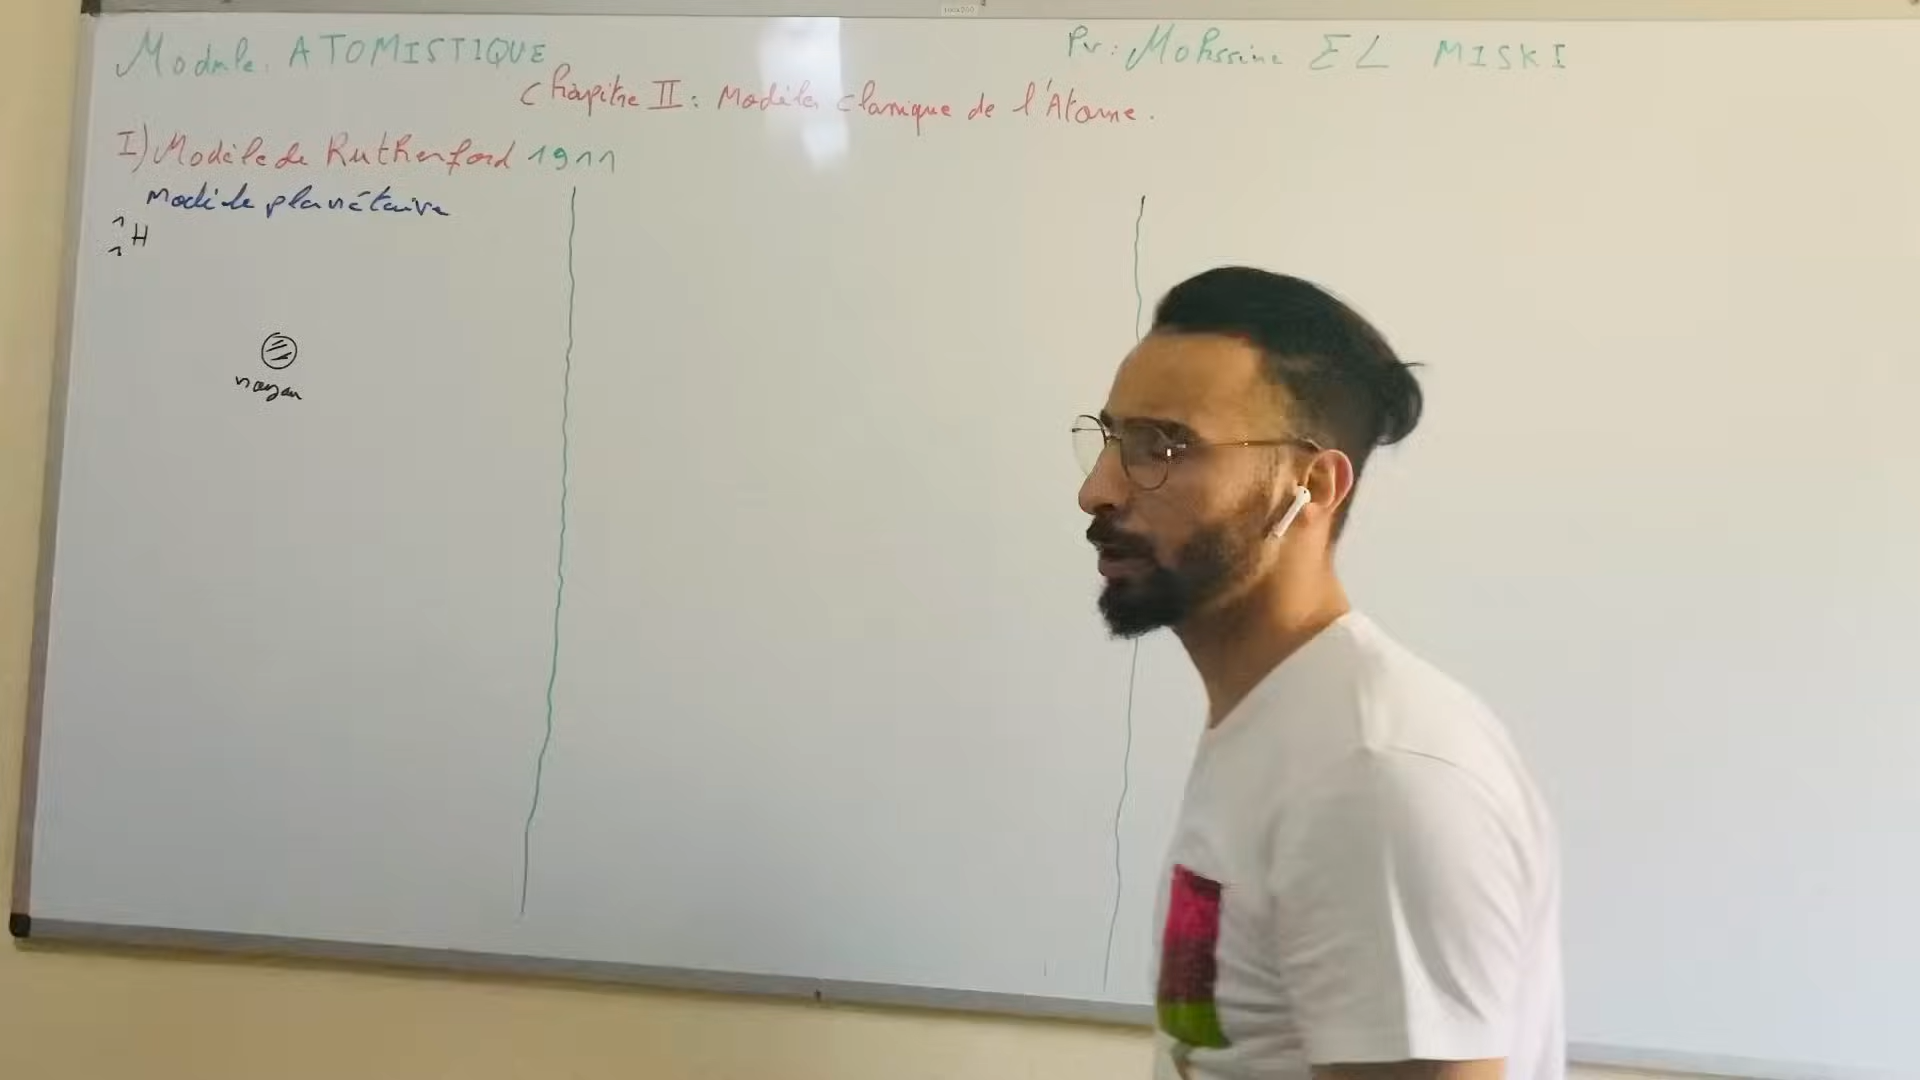 Module. ATOMISTIQUE
Pr: Mohssine EL MISKI
Chapitre II: Modèles classique de l'Atome.
I) Modèle de Rutherford 1911
Modèle planétaire
1
1 H
noyau